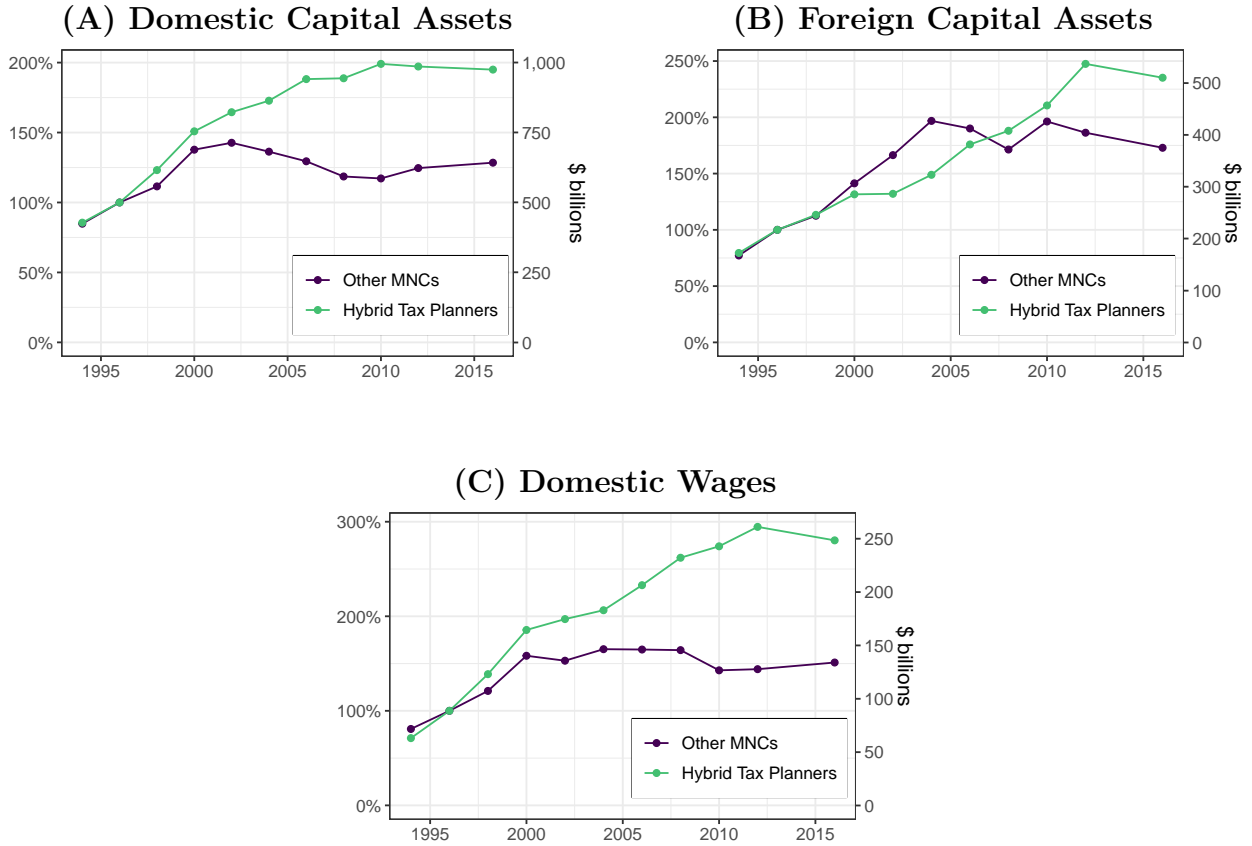 (A) Domestic Capital Assets
200%
150%
100%
50%
0%
1,000
750
500
250
0
$ billions
Other MNCs
Hybrid Tax Planners
1995 2000 2005 2010 2015
(B) Foreign Capital Assets
250%
200%
150%
100%
50%
0%
500
400
300
200
100
0
$ billions
Other MNCs
Hybrid Tax Planners
1995 2000 2005 2010 2015
(C) Domestic Wages
300%
200%
100%
0%
250
200
150
100
50
0
$ billions
Other MNCs
Hybrid Tax Planners
1995 2000 2005 2010 2015